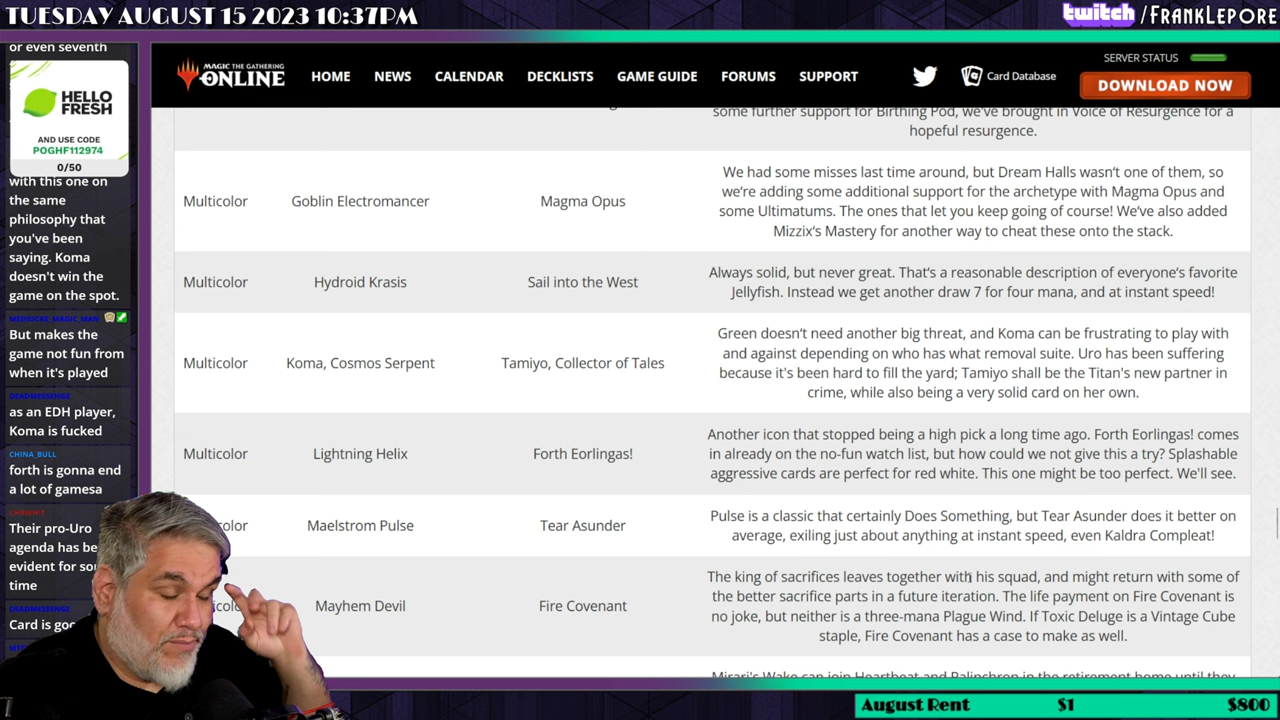 TUESDAY AUGUST 15 2023 10:37PM
twitch /FRANKLEPORE
or even seventh
HELLO
FRESH
AND USE CODE
POGHF112974
0/50
with this one on
the same
philosophy that
you've been
saying. Koma
doesn't win the
game on the spot.
MEDIOCRE_MAGIC_MAN
But makes the
game not fun from
when it's played
DEADMESSENGE
as an EDH player,
Koma is fucked
CHINA_BULL
forth is gonna end
a lot of gamesa
Their pro-Uro
agenda has be
evident for so
time
DEADMESSENGE
Card is goo
MAGIC THE GATHERING
ONLINE
HOME
NEWS
CALENDAR
DECKLISTS
GAME GUIDE
FORUMS
SUPPORT
Card Database
SERVER STATUS
DOWNLOAD NOW
some further support for Birthing Pod, we've brought in Voice of Resurgence for a
hopeful resurgence.
Multicolor
Goblin Electromancer
Magma Opus
We had some misses last time around, but Dream Halls wasn't one of them, so
we're adding some additional support for the archetype with Magma Opus and
some Ultimatums. The ones that let you keep going of course! We've also added
Mizzix's Mastery for another way to cheat these onto the stack.
Multicolor
Hydroid Krasis
Sail into the West
Always solid, but never great. That's a reasonable description of everyone's favorite
Jellyfish. Instead we get another draw 7 for four mana, and at instant speed!
Multicolor
Koma, Cosmos Serpent
Tamiyo, Collector of Tales
Green doesn't need another big threat, and Koma can be frustrating to play with
and against depending on who has what removal suite. Uro has been suffering
because it's been hard to fill the yard; Tamiyo shall be the Titan's new partner in
crime, while also being a very solid card on her own.
Multicolor
Lightning Helix
Forth Eorlingas!
Another icon that stopped being a high pick a long time ago. Forth Eorlingas! comes
in already on the no-fun watch list, but how could we not give this a try? Splashable
aggressive cards are perfect for red white. This one might be too perfect. We'll see.
color
Maelstrom Pulse
Tear Asunder
Pulse is a classic that certainly Does Something, but Tear Asunder does it better on
average, exiling just about anything at instant speed, even Kaldra Compleat!
Mayhem Devil
Fire Covenant
The king of sacrifices leaves together with his squad, and might return with some of
the better sacrifice parts in a future iteration. The life payment on Fire Covenant is
no joke, but neither is a three-mana Plague Wind. If Toxic Deluge is a Vintage Cube
staple, Fire Covenant has a case to make as well.
Mirari's Wake can join Heartbeat and Palinchron in the retirement home until they
August Rent
$1
$800